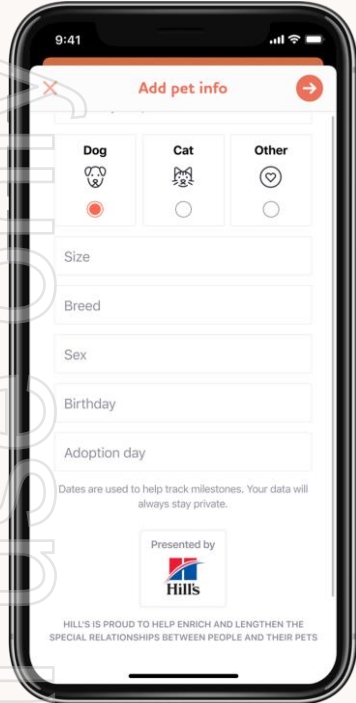 9:41
Add pet info
Dog
Cat
Other
Size
Breed
Sex
Birthday
Adoption day
Dates are used to help track milestones. Your data will
always stay private.
Presented by
Hill's
HILL'S IS PROUD TO HELP ENRICH AND LENGTHEN THE
SPECIAL RELATIONSHIPS BETWEEN PEOPLE AND THEIR PETS
use only